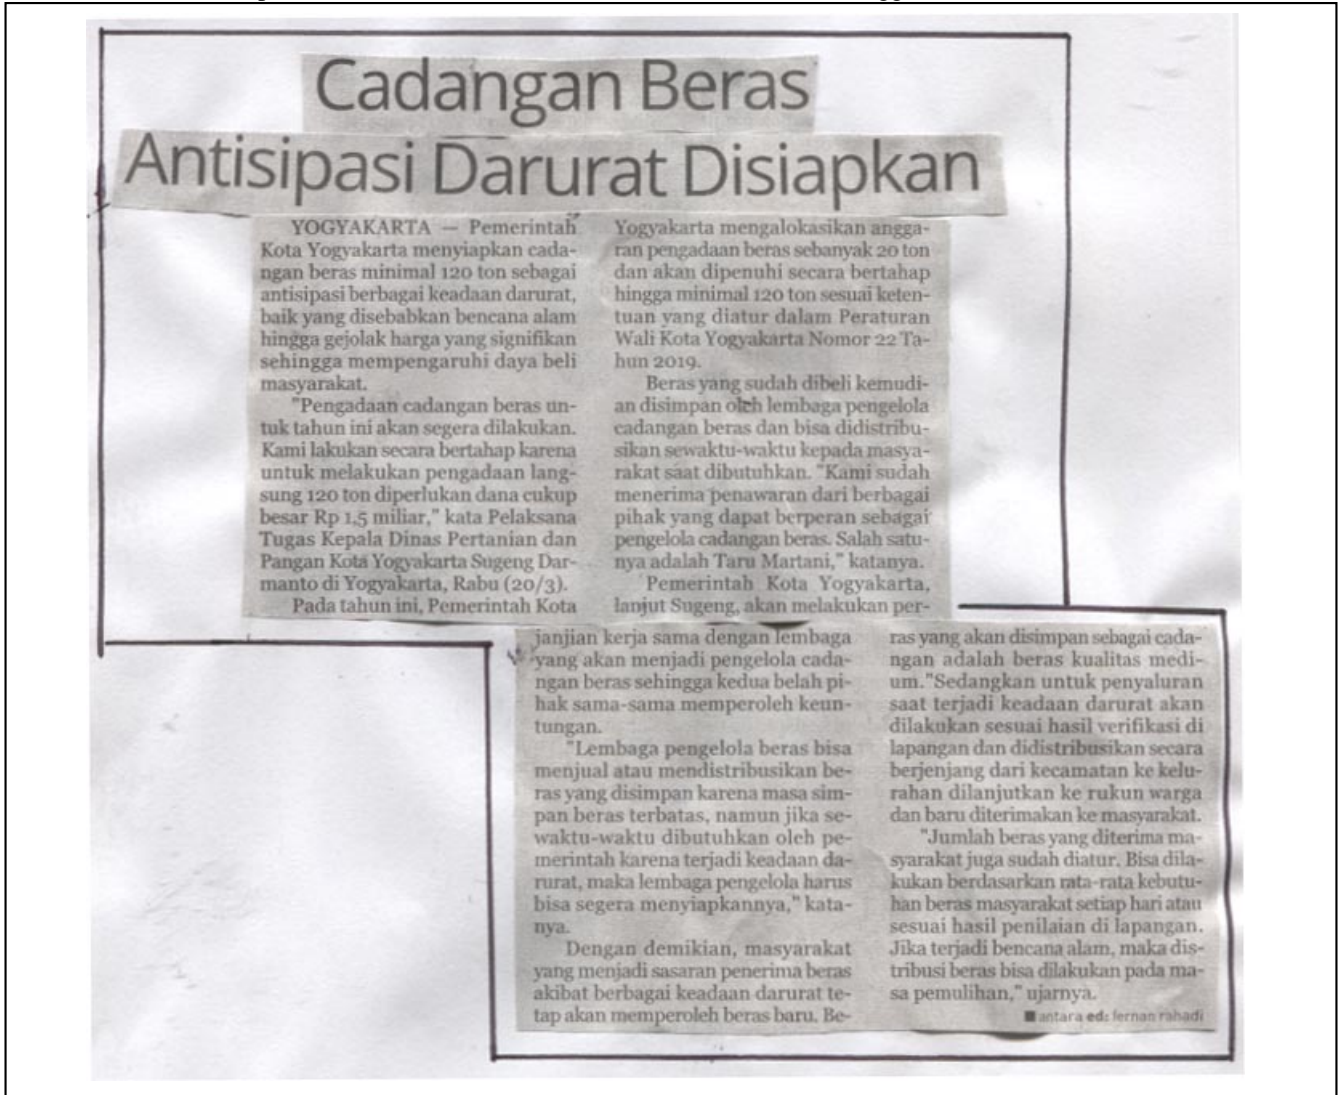 Cadangan Beras
Antisipasi Darurat Disiapkan
YOGYAKARTA — Pemerintah
Kota Yogyakarta menyiapkan cada-
ngan beras minimal 120 ton sebagai
antisipasi berbagai keadaan darurat,
baik yang disebabkan bencana alam
hingga gejolak harga yang signifikan
sehingga mempengaruhi daya beli
masyarakat.
"Pengadaan cadangan beras un-
tuk tahun ini akan segera dilakukan.
Kami lakukan secara bertahap karena
untuk melakukan pengadaan lang-
sung 120 ton diperlukan dana cukup
besar Rp 1,5 miliar," kata Pelaksana
Tugas Kepala Dinas Pertanian dan
Pangan Kota Yogyakarta Sugeng Dar-
manto di Yogyakarta, Rabu (20/3).
Pada tahun ini, Pemerintah Kota
Yogyakarta mengalokasikan angga-
ran pengadaan beras sebanyak 20 ton
dan akan dipenuhi secara bertahap
hingga minimal 120 ton sesuai keten-
tuan yang diatur dalam Peraturan
Wali Kota Yogyakarta Nomor 22 Ta-
hun 2019.
Beras yang sudah dibeli kemudi-
an disimpan oleh lembaga pengelola
cadangan beras dan bisa didistribu-
sikan sewaktu-waktu kepada masya-
rakat saat dibutuhkan. "Kami sudah
menerima penawaran dari berbagai
pihak yang dapat berperan sebagai
pengelola cadangan beras. Salah satu-
nya adalah Taru Martani," katanya.
Pemerintah Kota Yogyakarta,
lanjut Sugeng, akan melakukan per-
janjian kerja sama dengan lembaga
yang akan menjadi pengelola cada-
ngan beras sehingga kedua belah pi-
hak sama-sama memperoleh keun-
tungan.
"Lembaga pengelola beras bisa
menjual atau mendistribusikan be-
ras yang disimpan karena masa sim-
pan beras terbatas, namun jika se-
waktu-waktu dibutuhkan oleh pe-
merintah karena terjadi keadaan da-
rurat, maka lembaga pengelola harus
bisa segera menyiapkannya," kata-
nya.
Dengan demikian, masyarakat
yang menjadi sasaran penerima beras
akibat berbagai keadaan darurat te-
tap akan memperoleh beras baru. Be-
ras yang akan disimpan sebagai cada-
ngan adalah beras kualitas medi-
um."Sedangkan untuk penyaluran
saat terjadi keadaan darurat akan
dilakukan sesuai hasil verifikasi di
lapangan dan didistribusikan secara
berjenjang dari kecamatan ke kelu-
rahan dilanjutkan ke rukun warga
dan baru diterimakan ke masyarakat.
"Jumlah beras yang diterima ma-
syarakat juga sudah diatur. Bisa dila-
kukan berdasarkan rata-rata kebutu-
han beras masyarakat setiap hari atau
sesuai hasil penilaian di lapangan.
Jika terjadi bencana alam, maka dis-
tribusi beras bisa dilakukan pada ma-
sa pemulihan," ujarnya.
■ antara ed: fernan rahadi